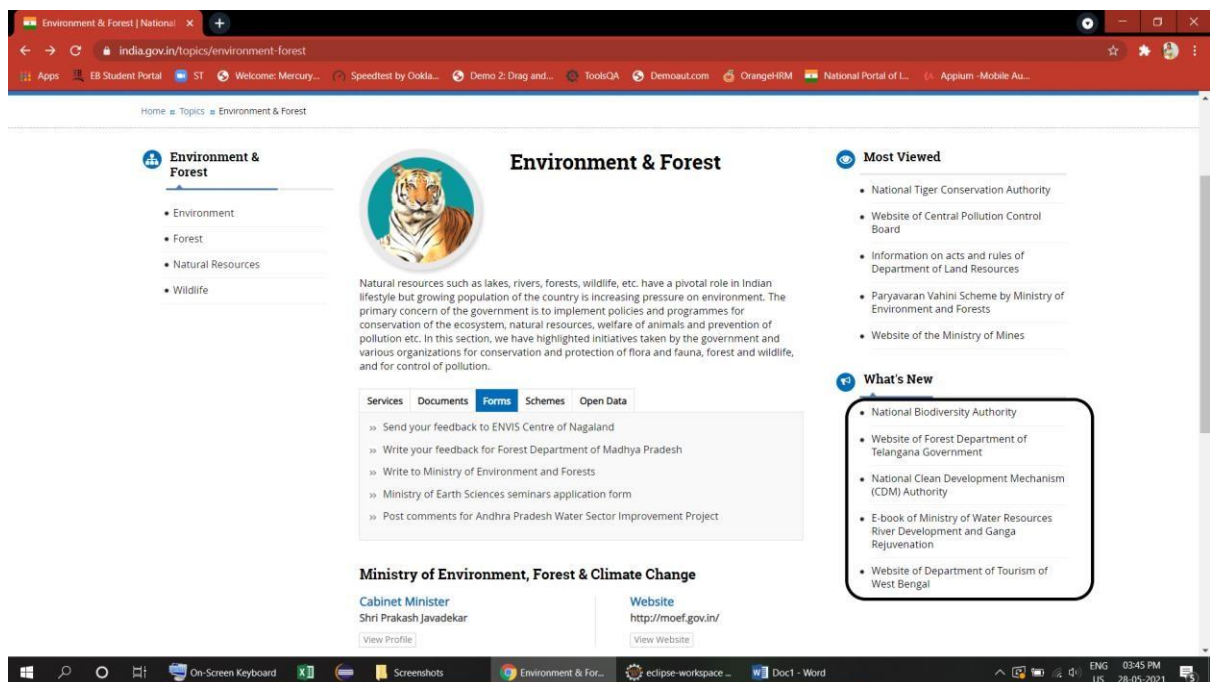 Environment & Forest | National
india.gov.in/topics/environment-forest
Apps
EB Student Portal
ST
Welcome: Mercury...
Speedtest by Ookla...
Demo 2: Drag and...
ToolsQA
Demoaut.com
OrangeHRM
National Portal of I...
Appium -Mobile Au...
Home
Topics
Environment & Forest
Environment &
Forest
Environment
Forest
Natural Resources
Wildlife
Environment & Forest
Natural resources such as lakes, rivers, forests, wildlife, etc. have a pivotal role in Indian
lifestyle but growing population of the country is increasing pressure on environment. The
primary concern of the government is to implement policies and programmes for
conservation of the ecosystem, natural resources, welfare of animals and prevention of
pollution etc. In this section, we have highlighted initiatives taken by the government and
various organizations for conservation and protection of flora and fauna, forest and wildlife,
and for control of pollution.
Services
Documents
Forms
Schemes
Open Data
» Send your feedback to ENVIS Centre of Nagaland
» Write your feedback for Forest Department of Madhya Pradesh
» Write to Ministry of Environment and Forests
» Ministry of Earth Sciences seminars application form
» Post comments for Andhra Pradesh Water Sector Improvement Project
Ministry of Environment, Forest & Climate Change
Cabinet Minister
Shri Prakash Javadekar
View Profile
Website
http://moef.gov.in/
View Website
Most Viewed
National Tiger Conservation Authority
Website of Central Pollution Control
Board
Information on acts and rules of
Department of Land Resources
Paryavaran Vahini Scheme by Ministry of
Environment and Forests
Website of the Ministry of Mines
What's New
National Biodiversity Authority
Website of Forest Department of
Telangana Government
National Clean Development Mechanism
(CDM) Authority
E-book of Ministry of Water Resources
River Development and Ganga
Rejuvenation
Website of Department of Tourism of
West Bengal
On-Screen Keyboard
Screenshots
Environment & For...
eclipse-workspace ...
Doc1 - Word
ENG
US
03:45 PM
28-05-2021
5